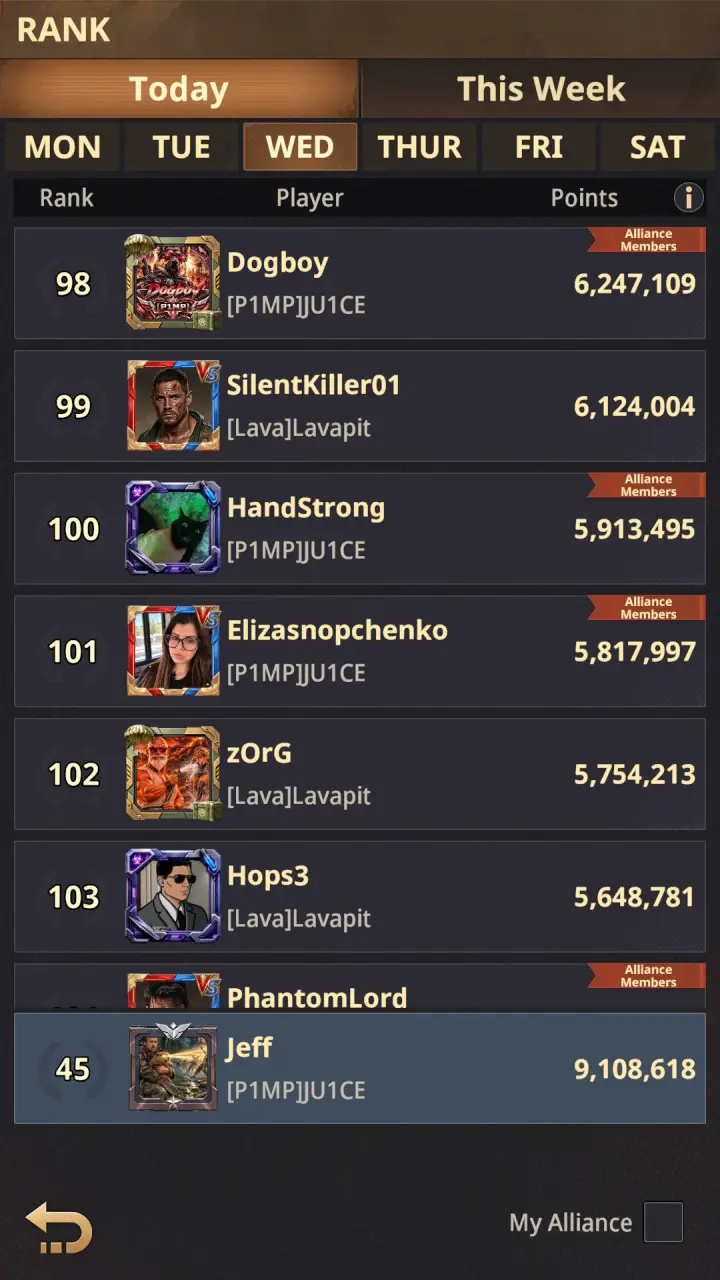 RANK
Today
This Week
MON TUE WED THUR FRI SAT
Rank Player Points i
Alliance
Members
98 Dogboy 6,247,109
[P1MP]JU1CE
VS
99 SilentKiller01 6,124,004
[Lava]Lavapit
Alliance
Members
100 HandStrong 5,913,495
[P1MP]JU1CE
Alliance
Members
VS
101 Elizasnopchenko 5,817,997
[P1MP]JU1CE
102 zOrG 5,754,213
[Lava]Lavapit
103 Hops3 5,648,781
[Lava]Lavapit
Alliance
Members
VS
PhantomLord
45 Jeff 9,108,618
[P1MP]JU1CE
My Alliance